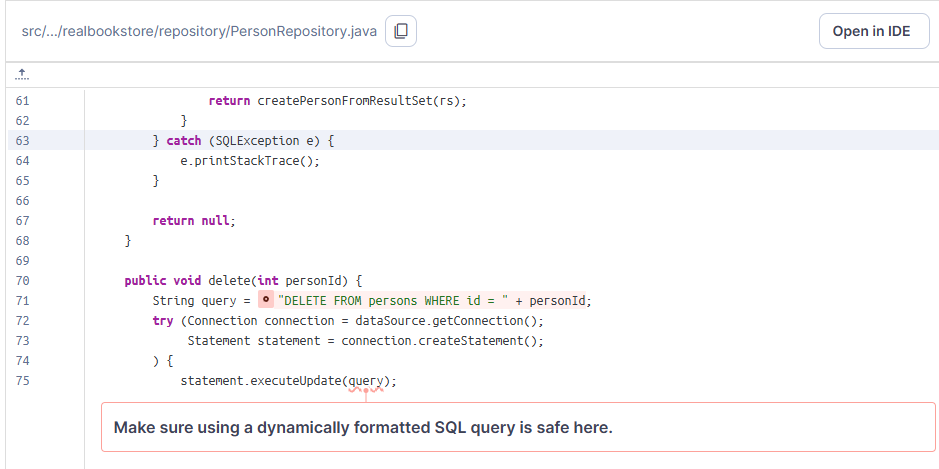 src/.../realbookstore/repository/PersonRepository.java
Open in IDE
61 return createPersonFromResultSet(rs);
62 }
63 } catch (SQLException e) {
64 e.printStackTrace();
65 }
66
67 return null;
68 }
69
70 public void delete(int personId) {
71 String query = "DELETE FROM persons WHERE id = " + personId;
72 try (Connection connection = dataSource.getConnection();
73 Statement statement = connection.createStatement();
74 ) {
75 statement.executeUpdate(query);
Make sure using a dynamically formatted SQL query is safe here.